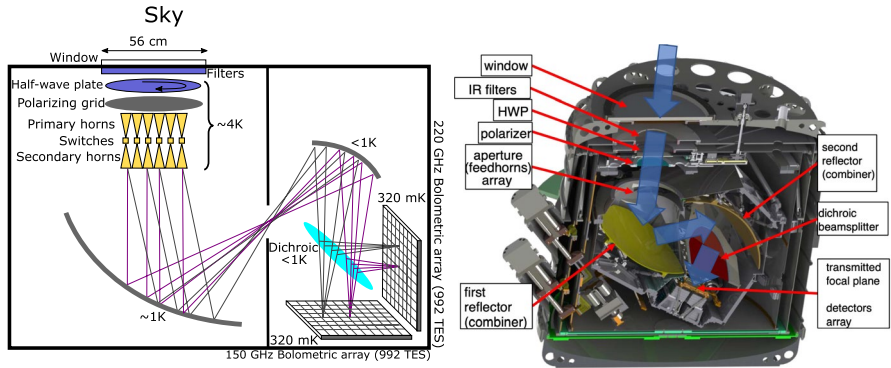 Sky
56 cm
Window
Filters
Half-wave plate
Polarizing grid
Primary horns
Switches
Secondary horns
~4K
<1K
320 mK
Dichroic
<1K
~1K
320 mK
150 GHz Bolometric array (992 TES)
220 GHz Bolometric array (992 TES)
window
IR filters
HWP
polarizer
aperture
(feedhorns)
array
first
reflector
(combiner)
second
reflector
(combiner)
dichroic
beamsplitter
transmitted
focal plane
detectors
array